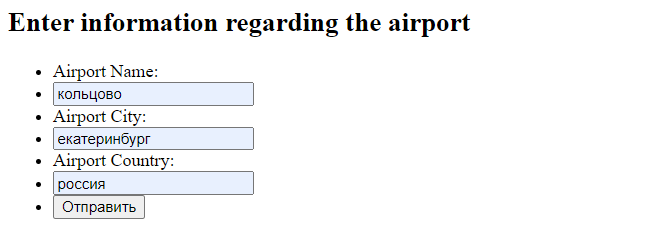 Enter information regarding the airport
Airport Name:
кольцово
Airport City:
екатеринбург
Airport Country:
россия
Отправить